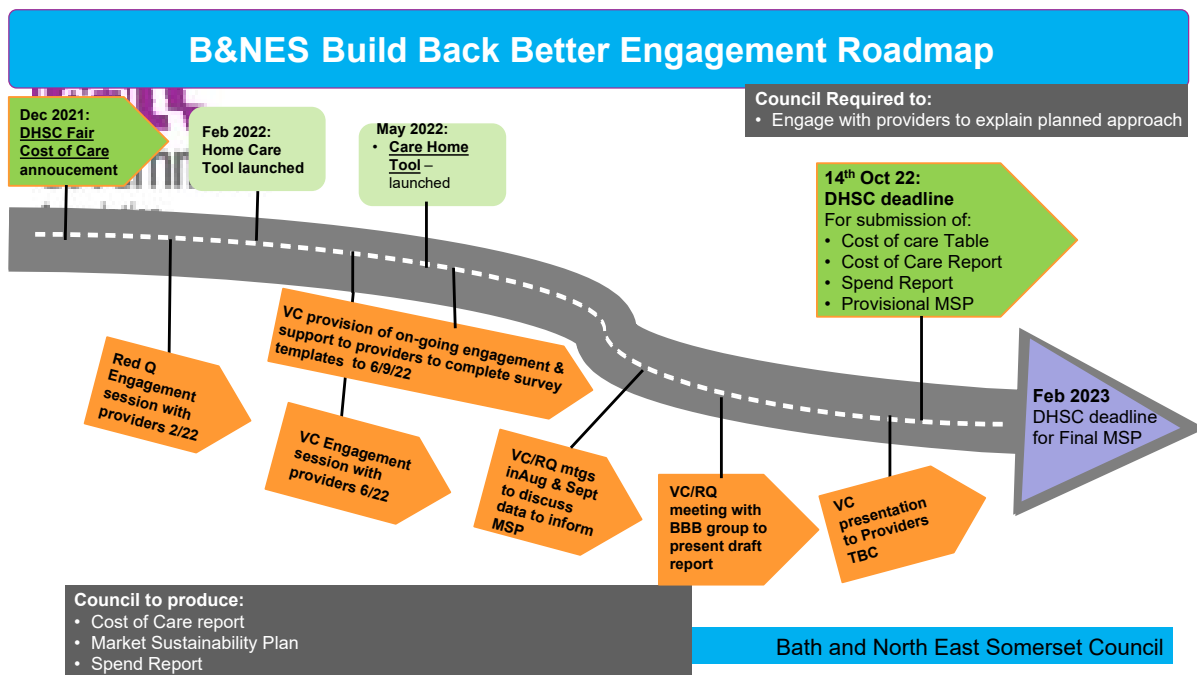 B&NES Build Back Better Engagement Roadmap
Council Required to:
• Engage with providers to explain planned approach
Dec 2021:
DHSC Fair
Cost of Care
annoucement
Feb 2022:
Home Care
Tool launched
May 2022:
• Care Home
Tool –
launched
14th Oct 22:
DHSC deadline
For submission of:
• Cost of care Table
• Cost of Care Report
• Spend Report
• Provisional MSP
Red Q
Engagement
session with
providers 2/22
VC provision of on-going engagement &
support to providers to complete survey
templates to 6/9/22
VC Engagement
session with
providers 6/22
VC/RQ mtgs
inAug & Sept
to discuss
data to inform
MSP
VC/RQ
meeting with
BBB group to
present draft
report
VC
presentation
to Providers
TBC
Feb 2023
DHSC deadline
for Final MSP
Council to produce:
• Cost of Care report
• Market Sustainability Plan
• Spend Report
Bath and North East Somerset Council